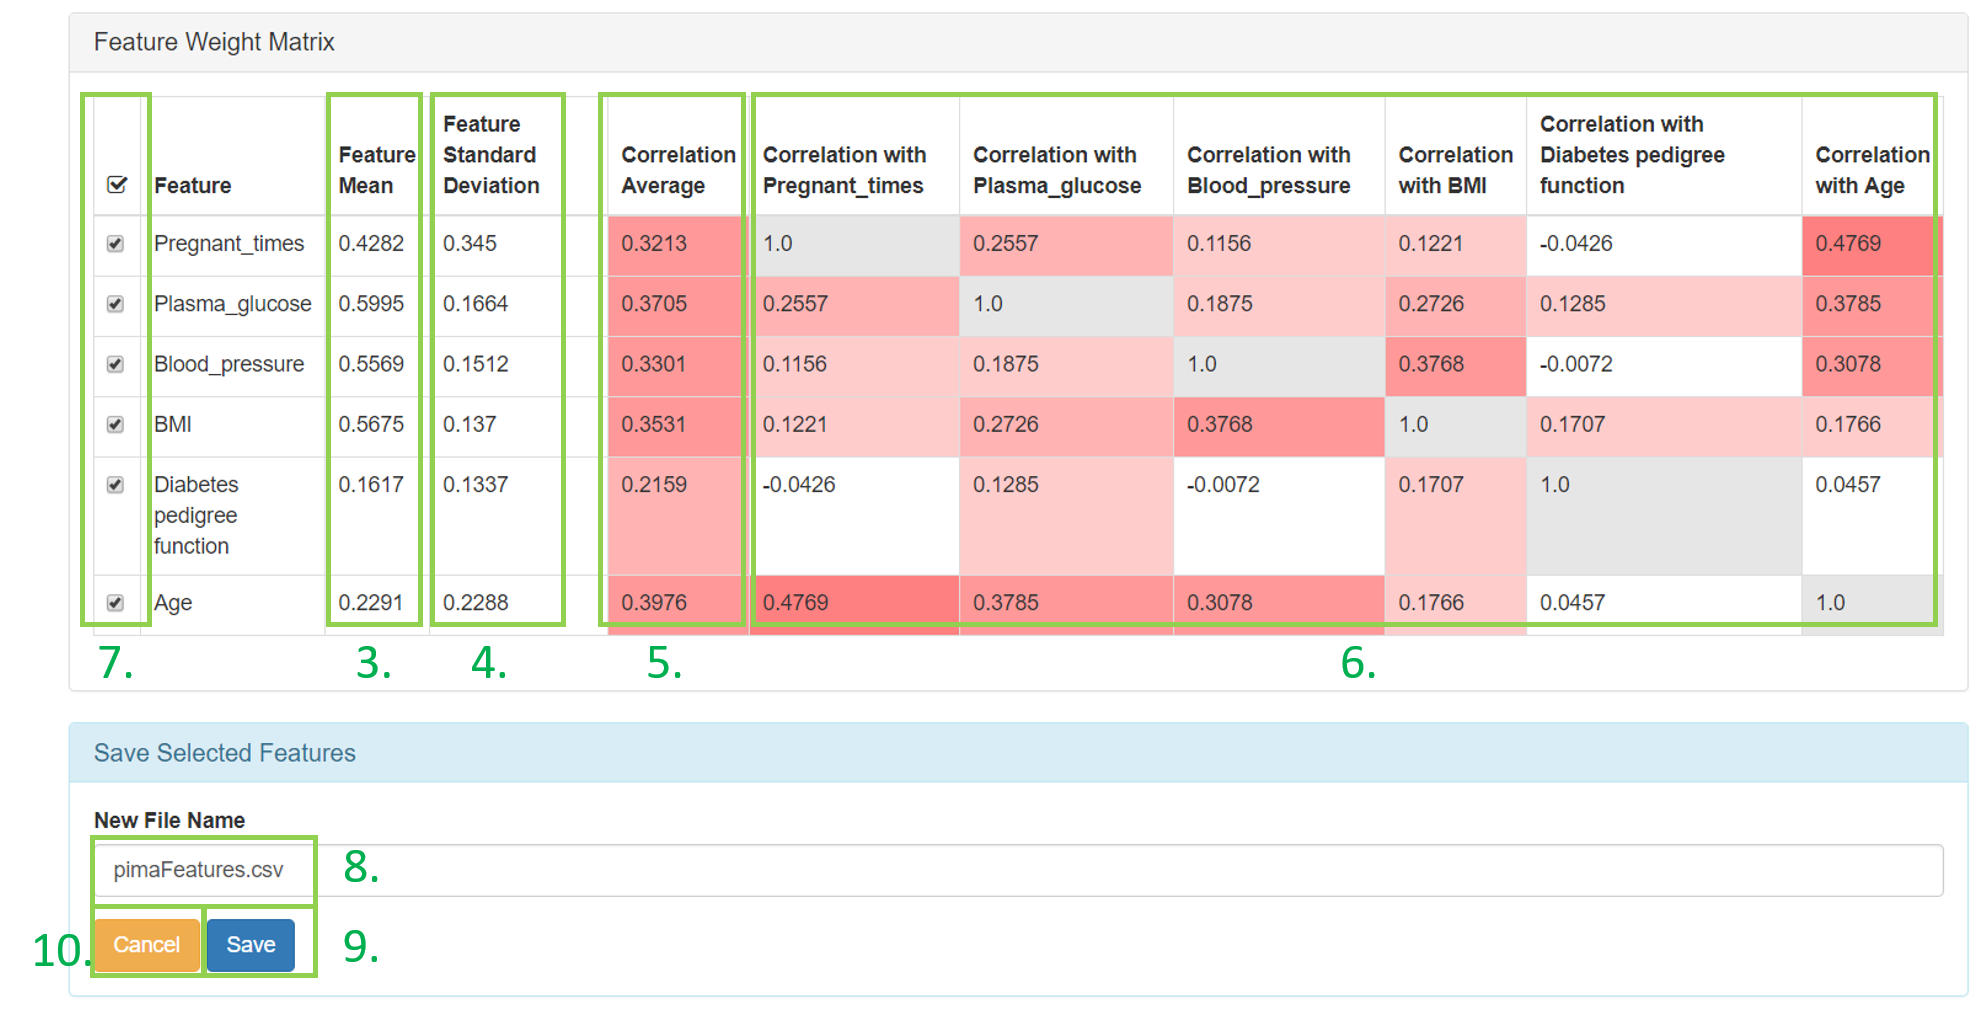 Feature Weight Matrix
Feature Feature Mean Feature Standard Deviation Correlation Average Correlation with Pregnant_times Correlation with Plasma_glucose Correlation with Blood_pressure Correlation with BMI Correlation with Diabetes pedigree function Correlation with Age
Pregnant_times 0.4282 0.345 0.3213 1.0 0.2557 0.1156 0.1221 -0.0426 0.4769
Plasma_glucose 0.5995 0.1664 0.3705 0.2557 1.0 0.1875 0.2726 0.1285 0.3785
Blood_pressure 0.5569 0.1512 0.3301 0.1156 0.1875 1.0 0.3768 -0.0072 0.3078
BMI 0.5675 0.137 0.3531 0.1221 0.2726 0.3768 1.0 0.1707 0.1766
Diabetes pedigree function 0.1617 0.1337 0.2159 -0.0426 0.1285 -0.0072 0.1707 1.0 0.0457
Age 0.2291 0.2288 0.3976 0.4769 0.3785 0.3078 0.1766 0.0457 1.0
7. 3. 4. 5. 6.
Save Selected Features
New File Name
pimaFeatures.csv 8.
10. Cancel Save 9.